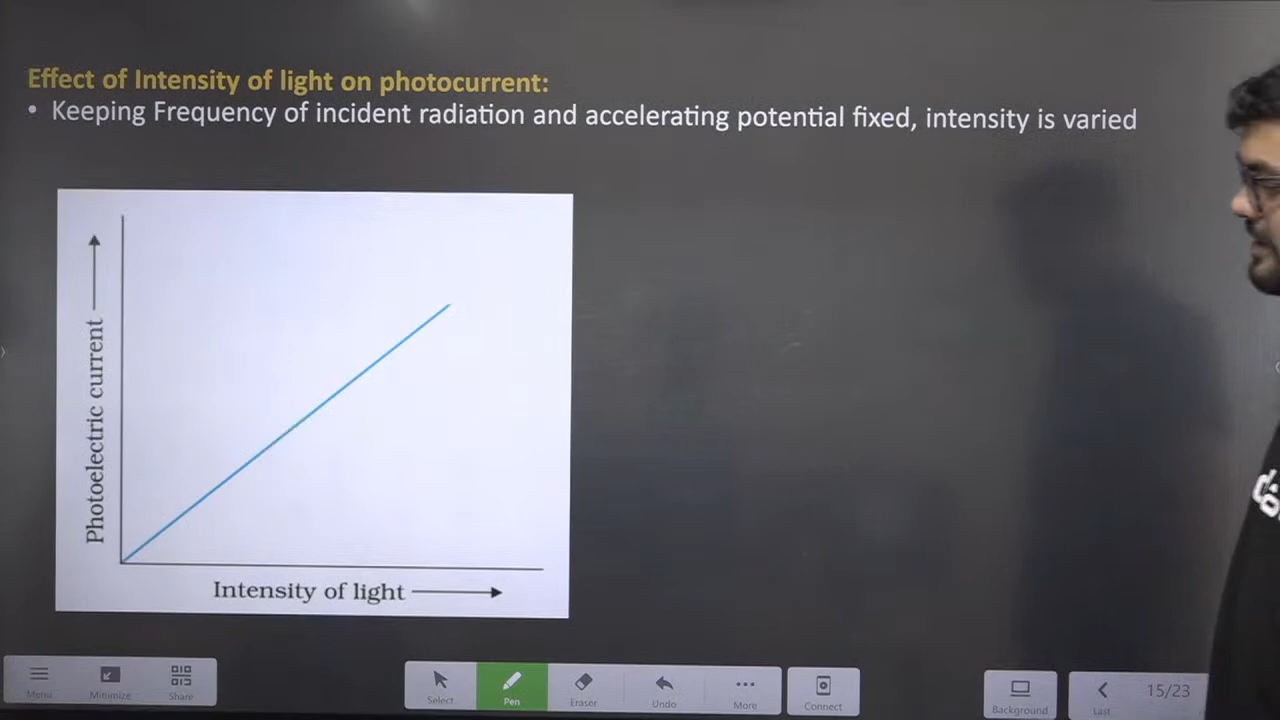 Effect of Intensity of light on photocurrent:
• Keeping Frequency of incident radiation and accelerating potential fixed, intensity is varied
Photoelectric current
Intensity of light
Menu
Minimize
Share
Select
Pen
Eraser
Undo
More
Connect
Background
Last
15/23